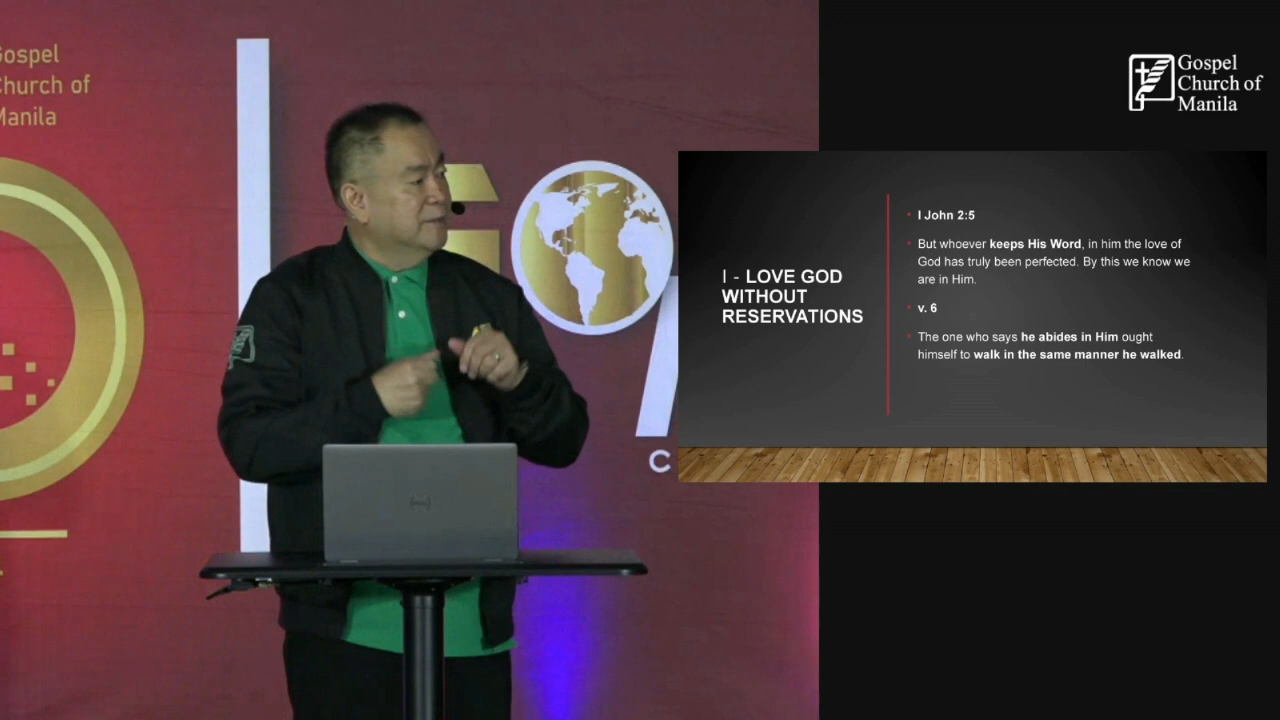 Gospel
Church of
Manila
Gospel
Church of
Manila
I - LOVE GOD
WITHOUT
RESERVATIONS
• I John 2:5
• But whoever keeps His Word, in him the love of
God has truly been perfected. By this we know we
are in Him.
• v. 6
• The one who says he abides in Him ought
himself to walk in the same manner he walked.
DELL